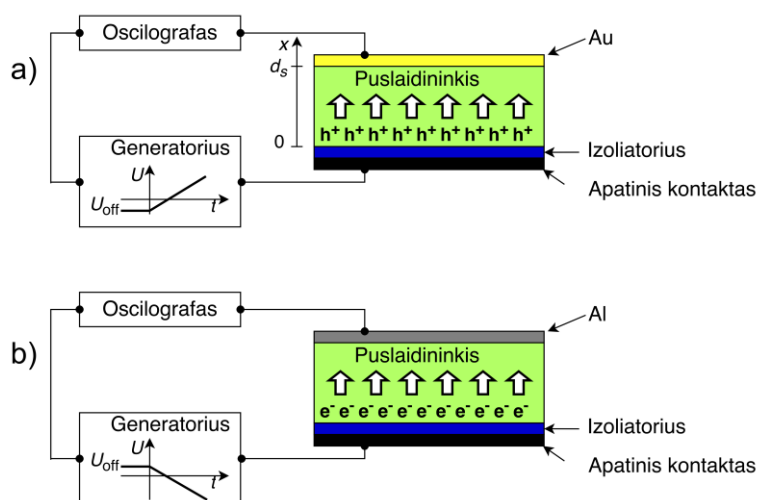 a)
Oscilografas
x
d_s
0
Au
Puslaidininkis
h⁺ h⁺ h⁺ h⁺ h⁺ h⁺ h⁺ h⁺ h⁺
Generatorius
U
U_off
t
Izoliatorius
Apatinis kontaktas
b)
Oscilografas
Al
Puslaidininkis
e⁻ e⁻ e⁻ e⁻ e⁻ e⁻ e⁻ e⁻ e⁻ e⁻ e⁻
Generatorius
U
U_off
t
Izoliatorius
Apatinis kontaktas